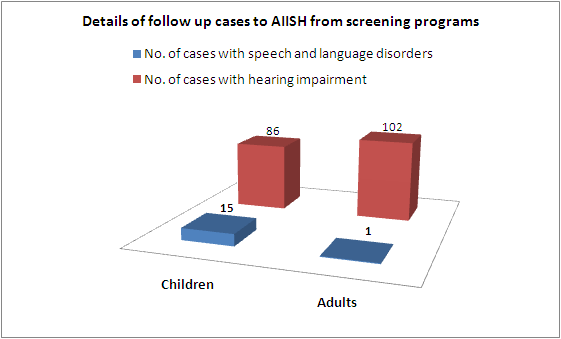 Details of follow up cases to AIISH from screening programs
No. of cases with speech and language disorders
No. of cases with hearing impairment
86
102
15
1
Children
Adults